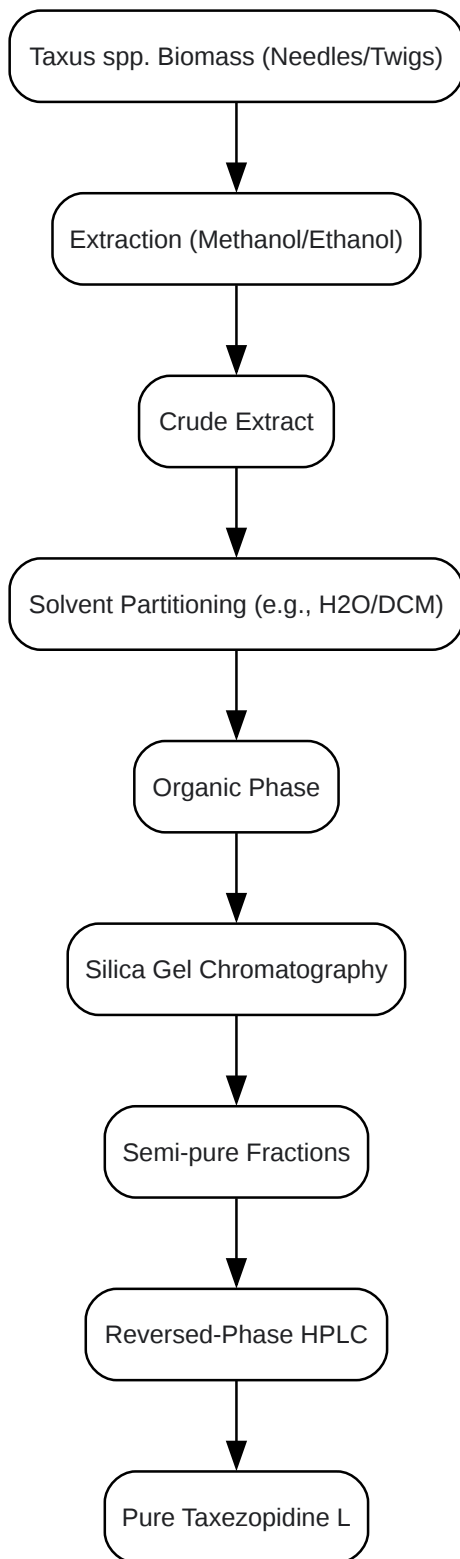 Taxus spp. Biomass (Needles/Twigs)
Extraction (Methanol/Ethanol)
Crude Extract
Solvent Partitioning (e.g., H2O/DCM)
Organic Phase
Silica Gel Chromatography
Semi-pure Fractions
Reversed-Phase HPLC
Pure Taxezopidine L